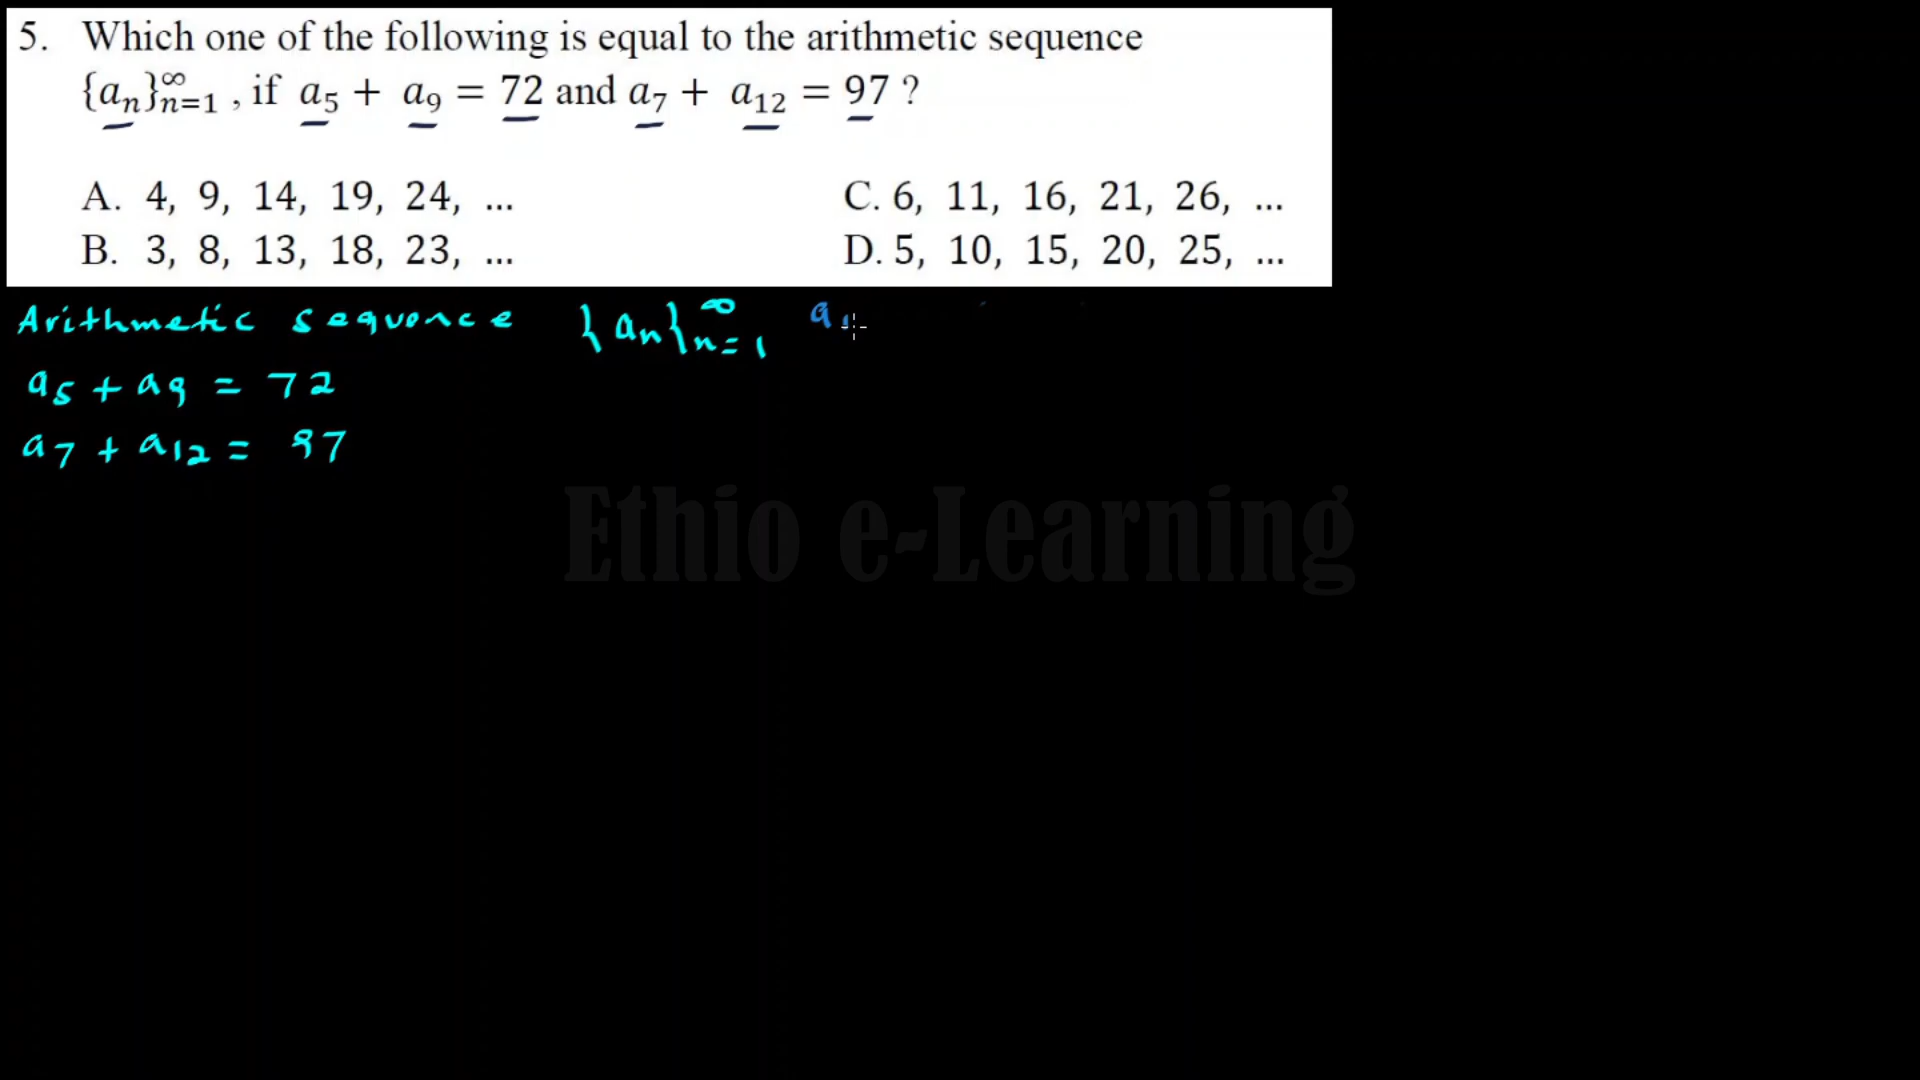 5. Which one of the following is equal to the arithmetic sequence
{aₙ}ₙ₌₁^∞ , if a₅ + a₉ = 72 and a₇ + a₁₂ = 97 ?
A. 4, 9, 14, 19, 24, ...
C. 6, 11, 16, 21, 26, ...
B. 3, 8, 13, 18, 23, ...
D. 5, 10, 15, 20, 25, ...
Arithmetic sequence {aₙ}ₙ₌₁^∞ a₁
a₅ + a₉ = 72
a₇ + a₁₂ = 97
Ethio e-Learning